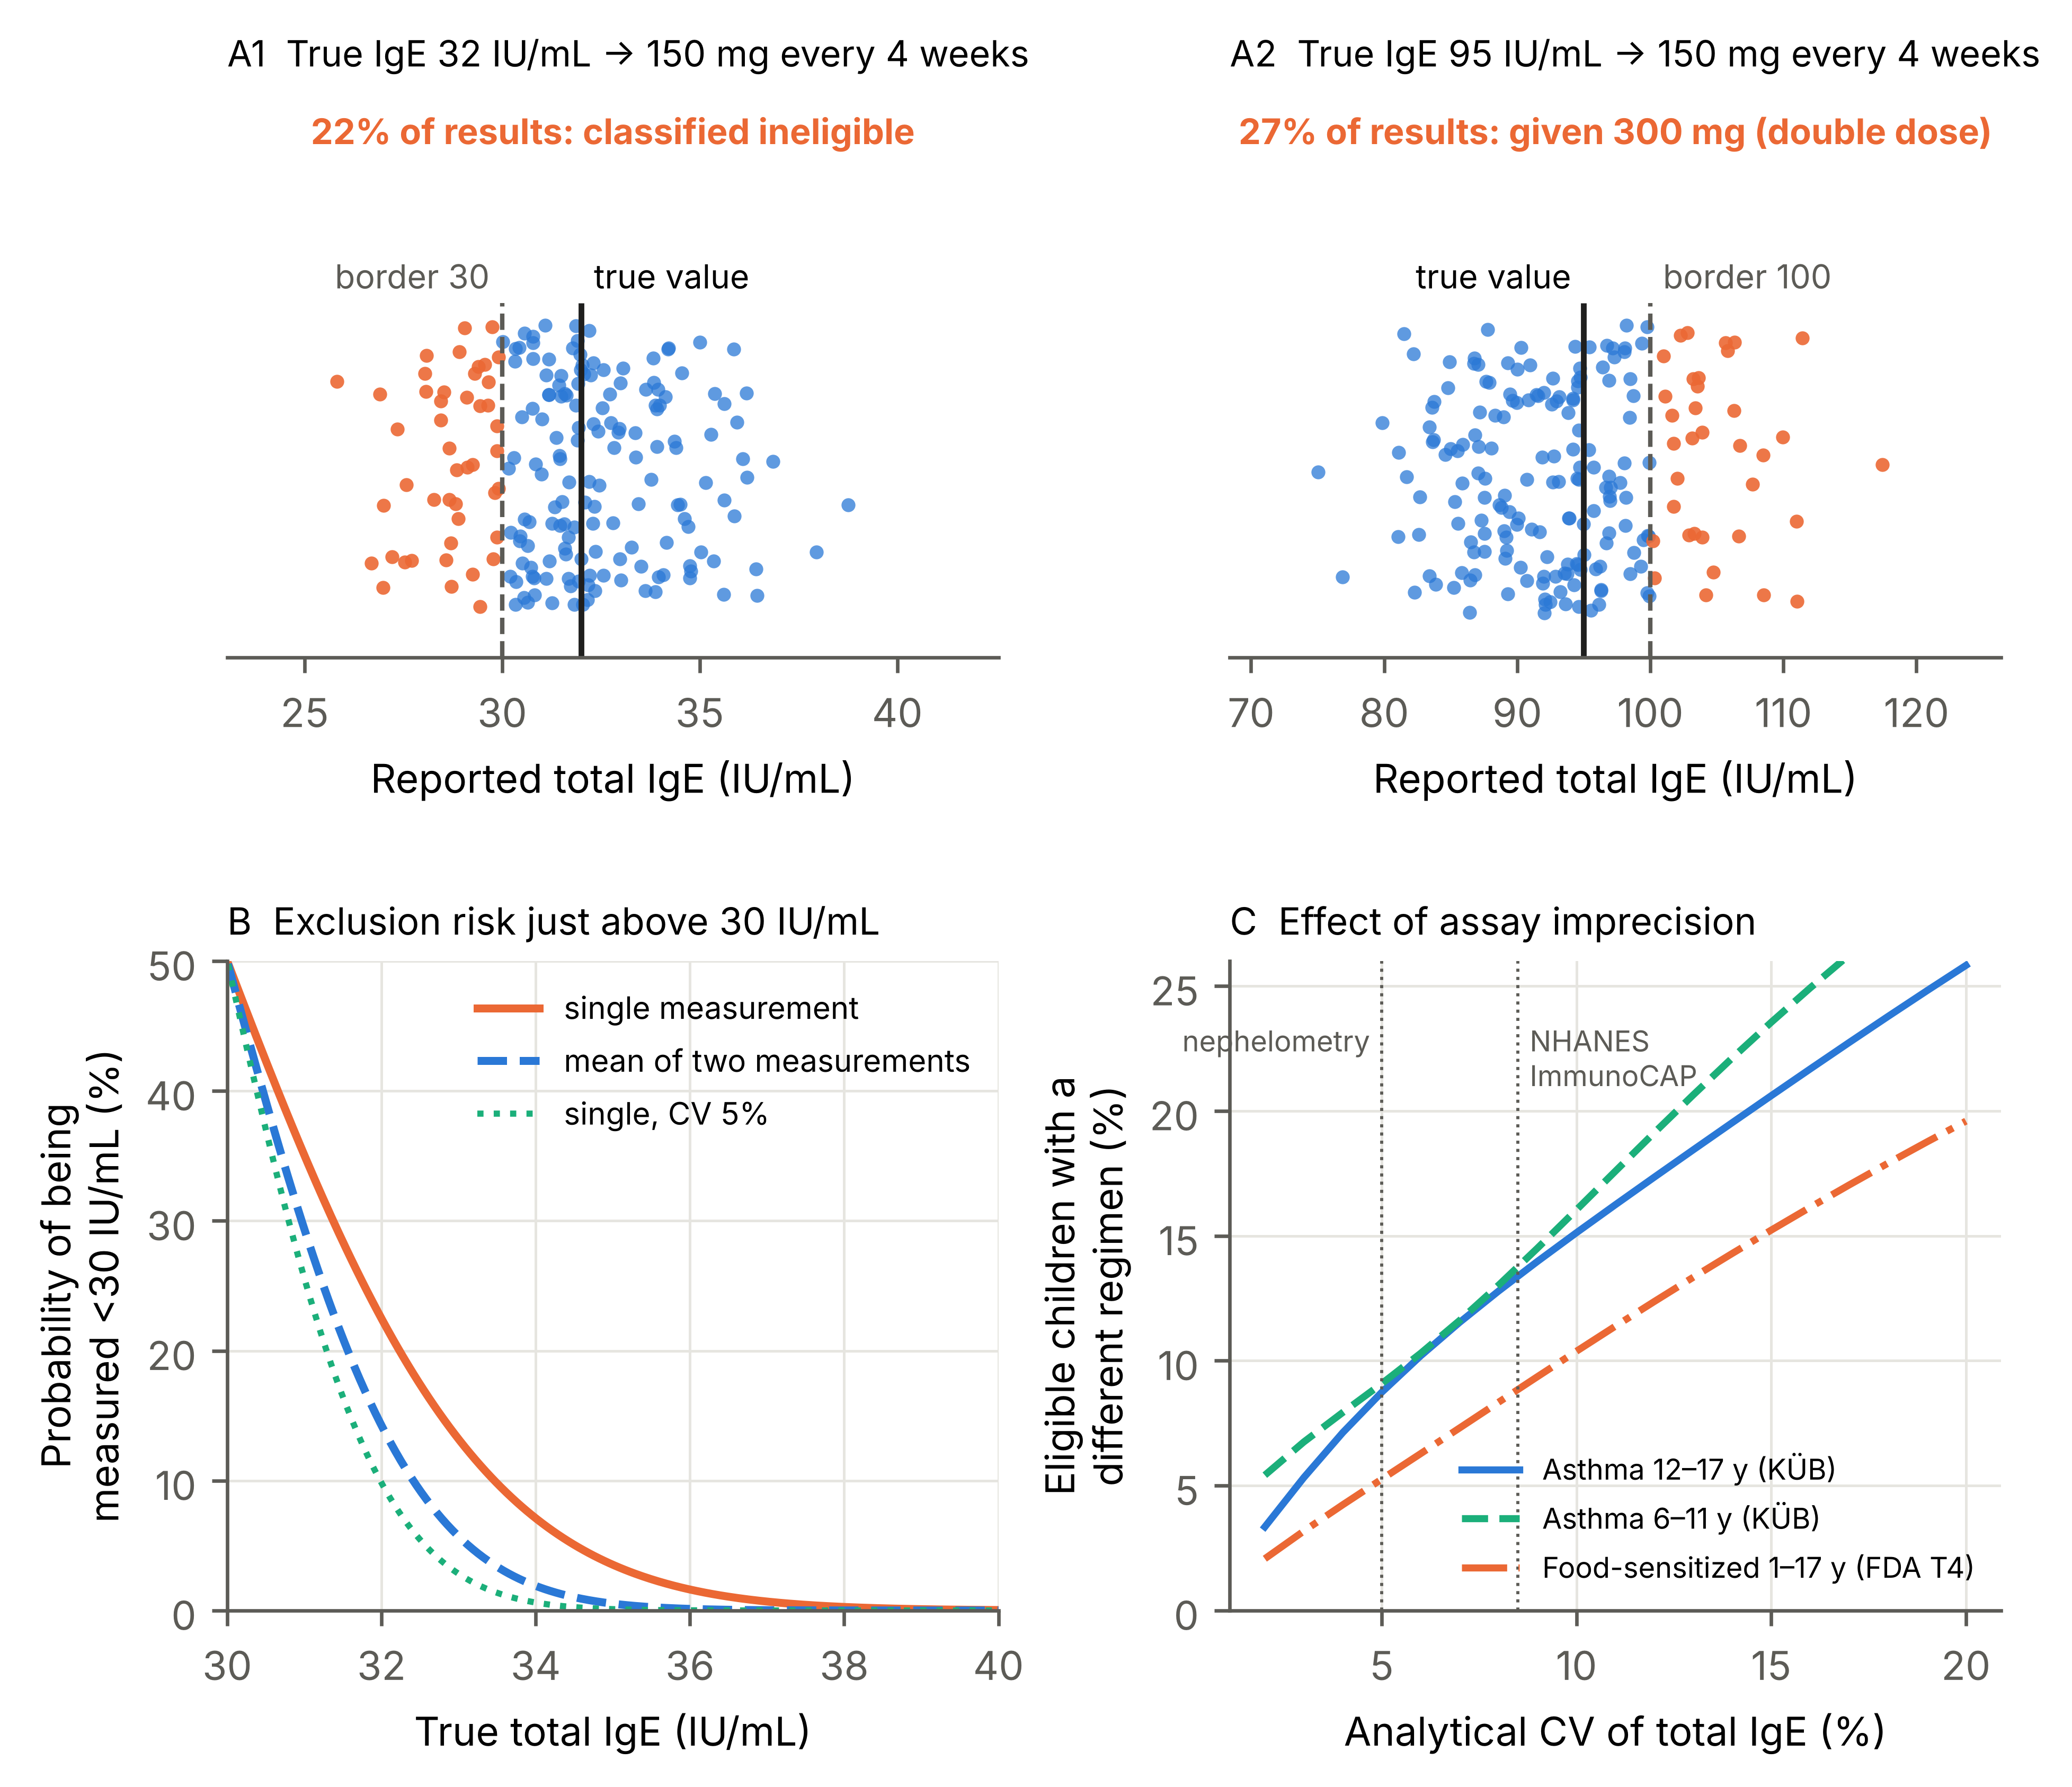 A1 True IgE 32 IU/mL → 150 mg every 4 weeks
22% of results: classified ineligible
border 30
true value
25 30 35 40
Reported total IgE (IU/mL)
A2 True IgE 95 IU/mL → 150 mg every 4 weeks
27% of results: given 300 mg (double dose)
true value
border 100
70 80 90 100 110 120
Reported total IgE (IU/mL)
B Exclusion risk just above 30 IU/mL
Probability of being
measured <30 IU/mL (%)
50
40
30
20
10
0
single measurement
mean of two measurements
single, CV 5%
30 32 34 36 38 40
True total IgE (IU/mL)
C Effect of assay imprecision
Eligible children with a
different regimen (%)
25
20
15
10
5
0
nephelometry
NHANES
ImmunoCAP
Asthma 12–17 y (KÜB)
Asthma 6–11 y (KÜB)
Food-sensitized 1–17 y (FDA T4)
5 10 15 20
Analytical CV of total IgE (%)